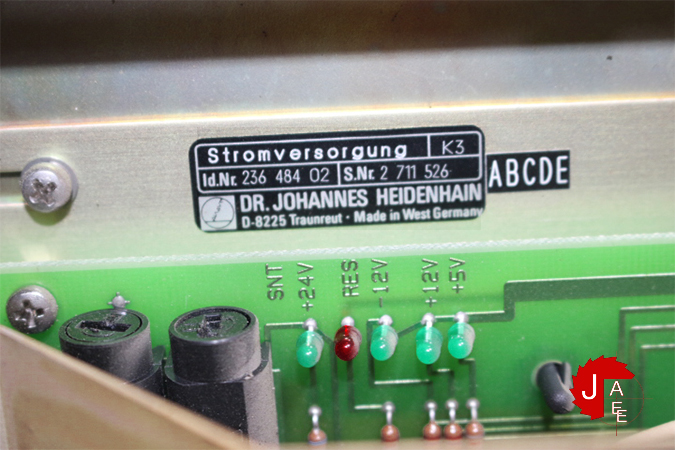 Stromversorgung K3
Id.Nr. 236 484 02 S.Nr. 2 711 526
DR. JOHANNES HEIDENHAIN
D-8225 Traunreut · Made in West Germany
ABCDE
SNT
+24V
RES.
-12V
+12V
+5V
JAEE